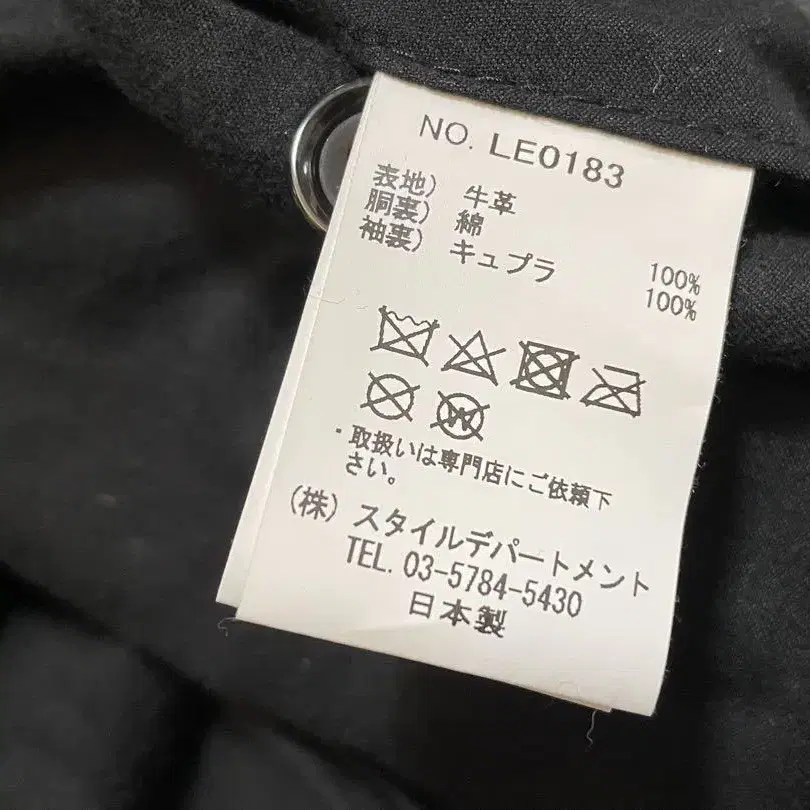 NO. LE0183
表地) 牛革
胴裏) 綿 100%
袖裏) キュプラ 100%
・取扱いは専門店にご依頼下
さい。
(株) スタイルデパートメント
TEL. 03-5784-5430
日本製